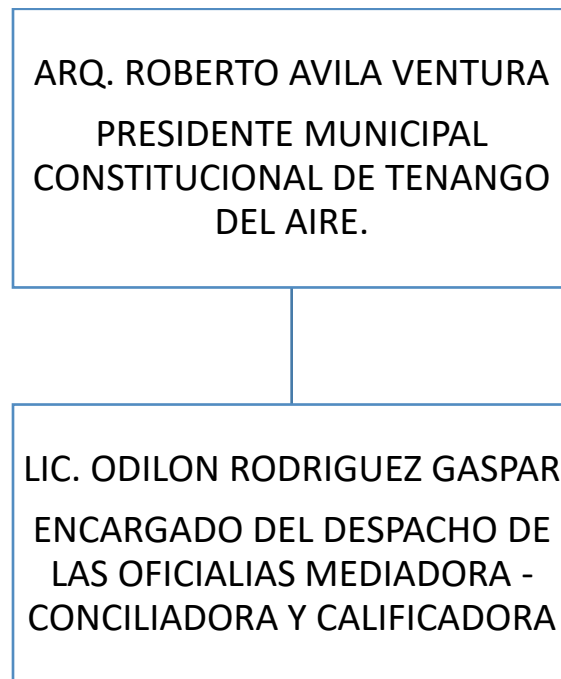 ARQ. ROBERTO AVILA VENTURA
PRESIDENTE MUNICIPAL
CONSTITUCIONAL DE TENANGO
DEL AIRE.
LIC. ODILON RODRIGUEZ GASPAR
ENCARGADO DEL DESPACHO DE
LAS OFICIALIAS MEDIADORA -
CONCILIADORA Y CALIFICADORA